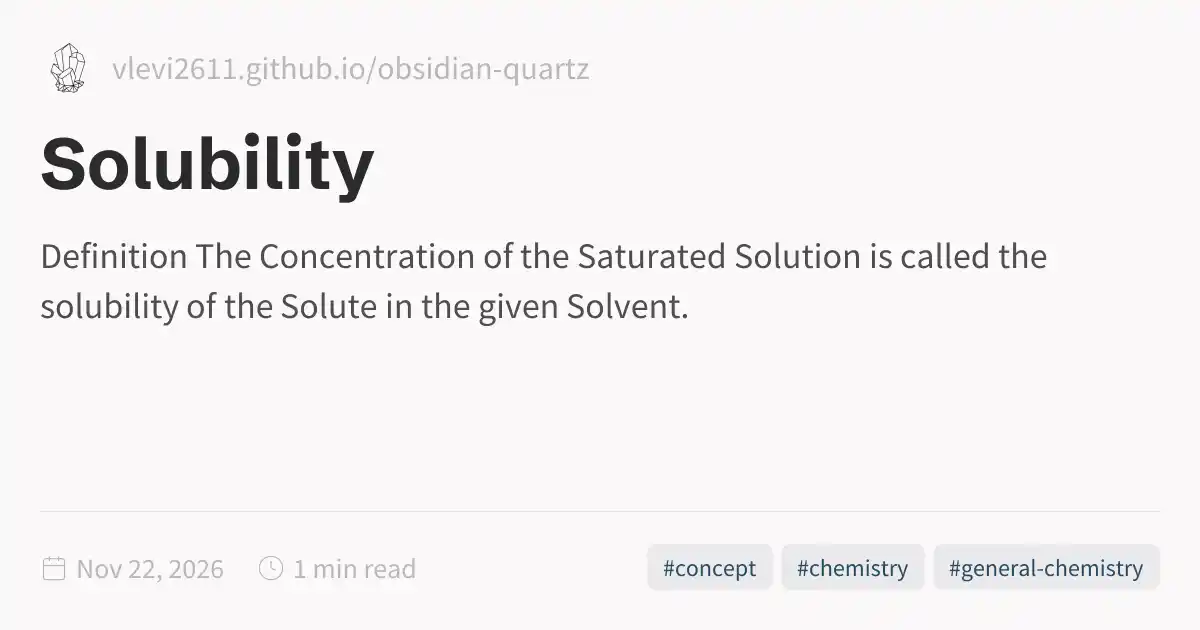 vlevi2611.github.io/obsidian-quartz
Solubility
Definition The Concentration of the Saturated Solution is called the
solubility of the Solute in the given Solvent.
Nov 22, 2026 1 min read #concept #chemistry #general-chemistry